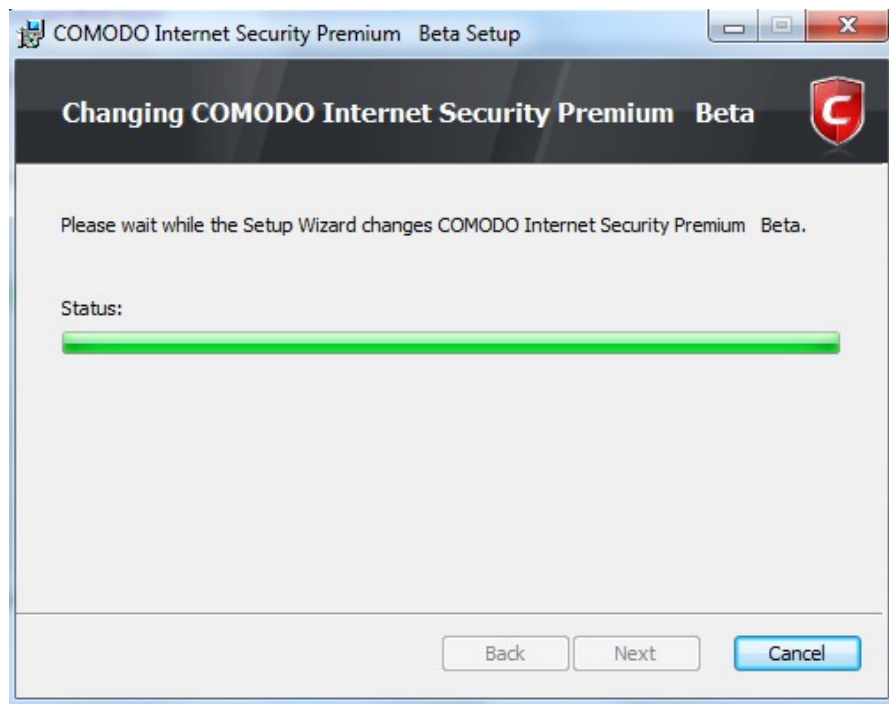 COMODO Internet Security Premium Beta Setup
Changing COMODO Internet Security Premium Beta
Please wait while the Setup Wizard changes COMODO Internet Security Premium Beta.
Status:
Back Next Cancel